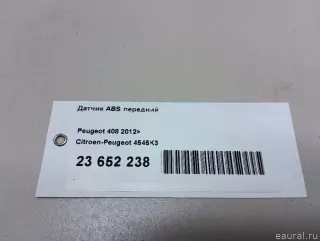 Датчик ABS передний
Peugeot 408 2012>
Citroen-Peugeot 4545K3
23 652 238
eaural.ru